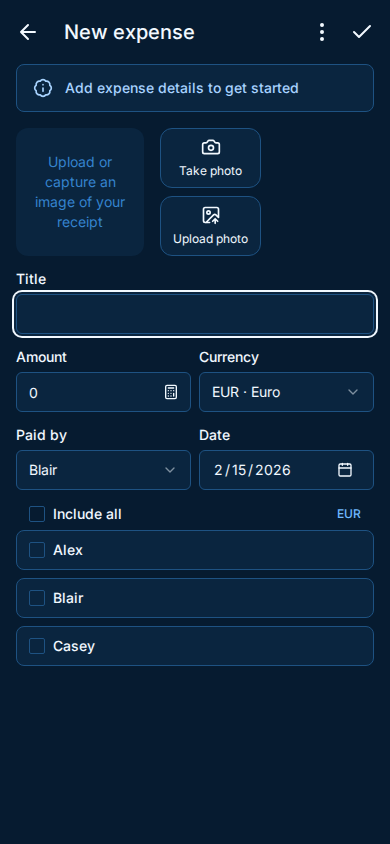 New expense
Add expense details to get started
Upload or
capture an
image of your
receipt
Take photo
Upload photo
Title
Amount
Currency
0
EUR · Euro
Paid by
Date
Blair
2/15/2026
Include all
EUR
Alex
Blair
Casey